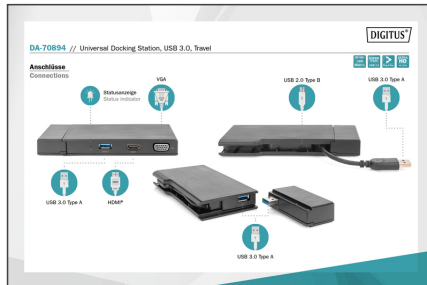 DIGITUS®
DA-70894 // Universal Docking Station, USB 3.0, Travel
Anschlüsse
Connections
Statusanzeige
Status indicator
VGA
USB 2.0 Type B
USB 3.0 Type A
USB 3.0 Type A
HDMI®
USB 3.0 Type A